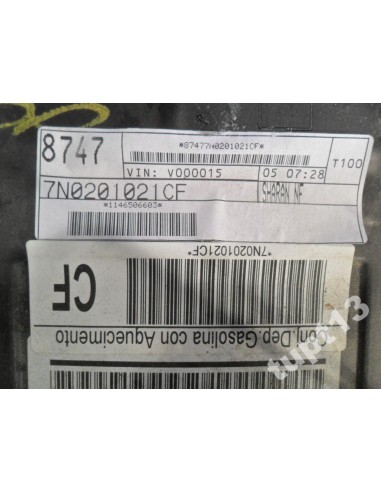 8747
*87477N0201021CF*
VIN: V000015
05 07:28
T100
7N0201021CF
SHARAN NF
*1146506603*
*7N0201021CF*
CF
Conj.Dep.Gasolina con Aquecimento
tupt13